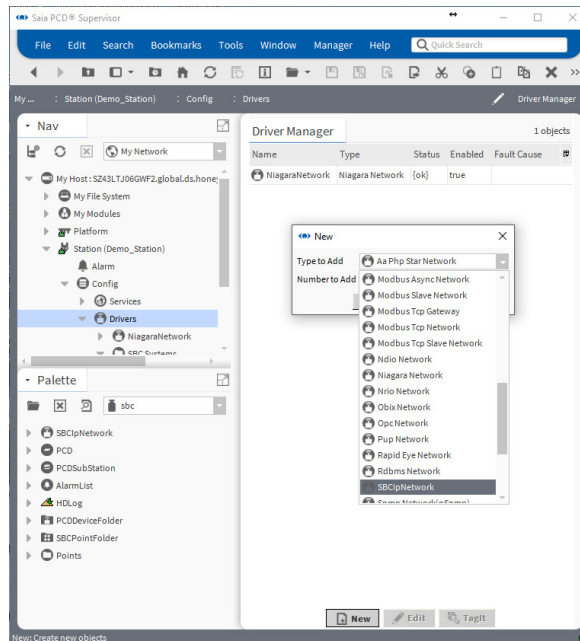 Saia PCD® Supervisor
File Edit Search Bookmarks Tools Window Manager Help Quick Search
My ... : Station (Demo_Station) : Config : Drivers Driver Manager
Nav
My Network
My Host : SZ43LTJ06GWF2.global.ds.hone
My File System
My Modules
Platform
Station (Demo_Station)
Alarm
Config
Services
Drivers
NiagaraNetwork
SBC Systems
Palette
sbc
SBCIpNetwork
PCD
PCDSubStation
AlarmList
HDLog
PCDDeviceFolder
SBCPointFolder
Points
Driver Manager 1 objects
Name Type Status Enabled Fault Cause
NiagaraNetwork Niagara Network {ok} true
New
Type to Add Aa Php Star Network
Number to Add
Modbus Async Network
Modbus Slave Network
Modbus Tcp Gateway
Modbus Tcp Network
Modbus Tcp Slave Network
Ndio Network
Niagara Network
Nrio Network
Obix Network
Opc Network
Pup Network
Rapid Eye Network
Rdbms Network
SBCIpNetwork
Snmp Network (pSnmp)
New Edit TagIt
New: Create new objects